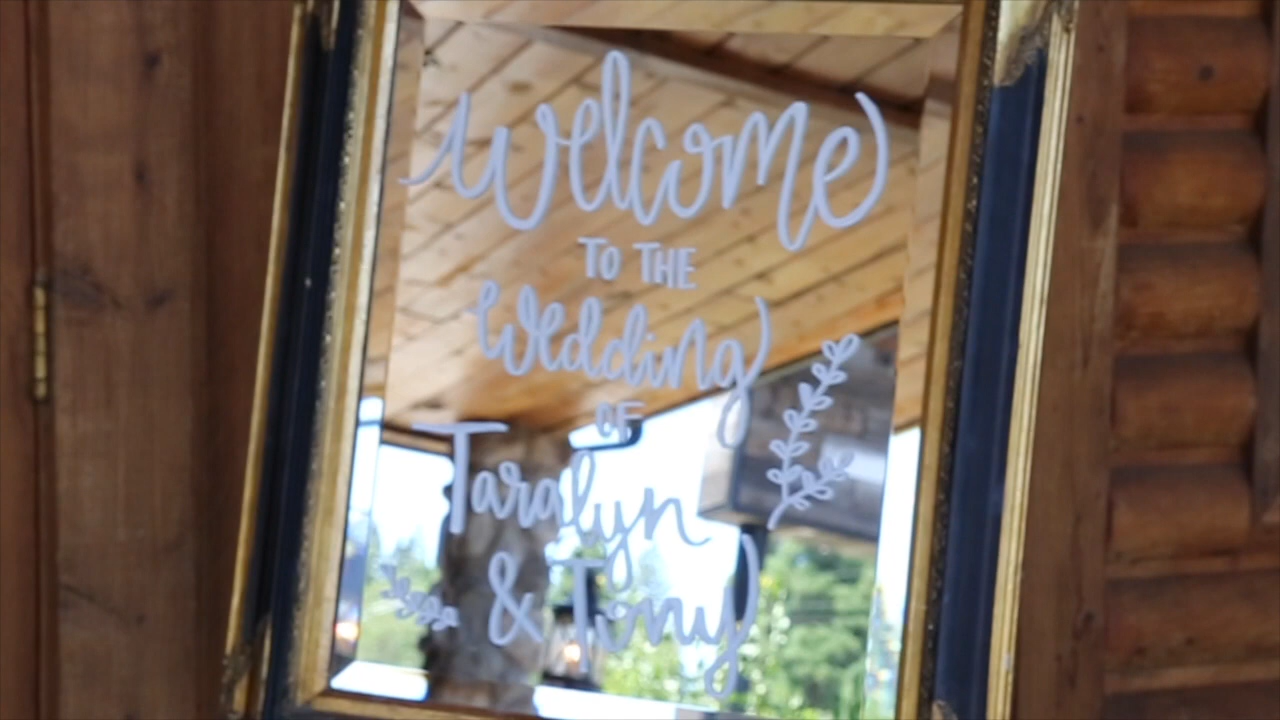 welcome
TO THE
wedding
OF
Taralyn
& Tony